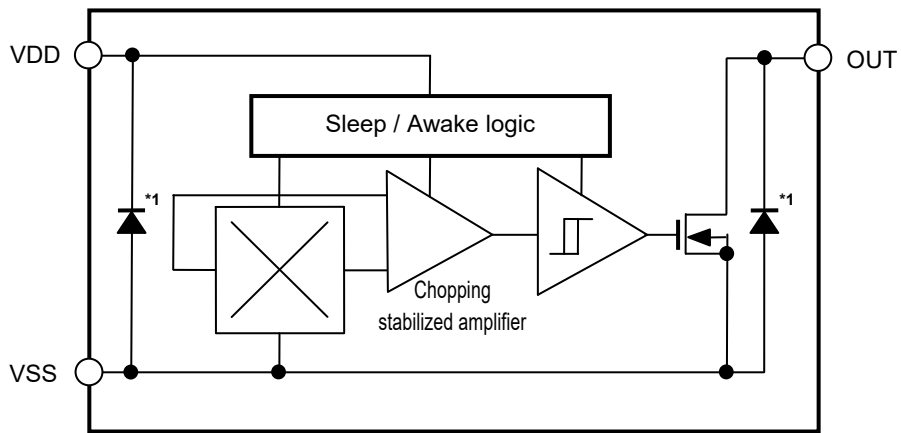 VDD
OUT
Sleep / Awake logic
*1
*1
Chopping
stabilized amplifier
VSS